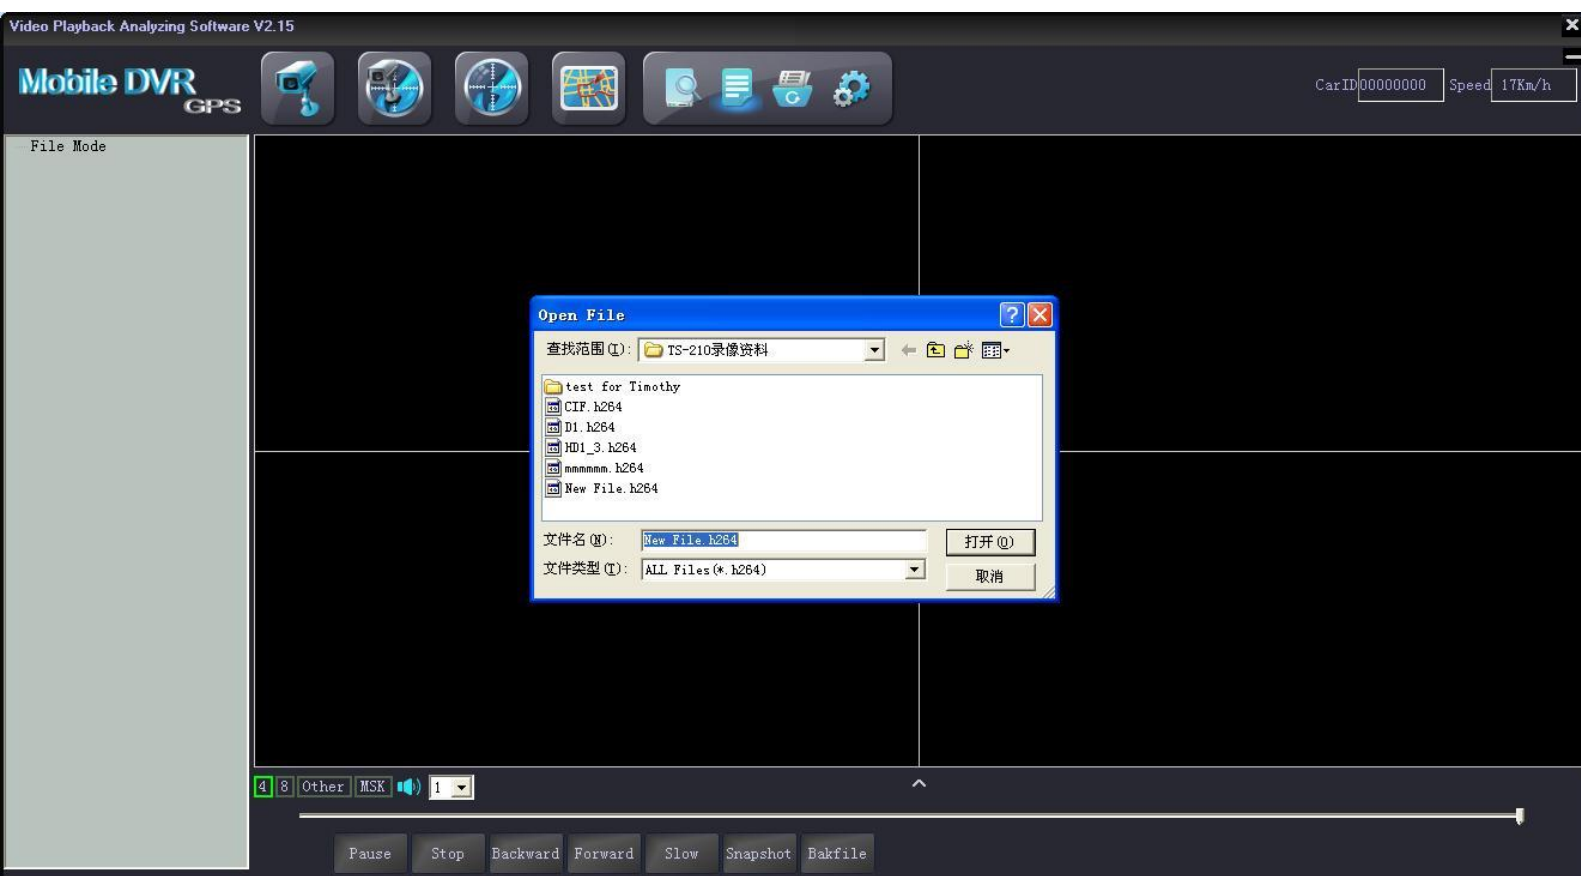 Video Playback Analyzing Software V2.15
Mobile DVR
GPS
CarID 00000000 Speed 17Km/h
File Mode
Open File
查找范围(I): TS-210录像资料
test for Timothy
CIF.h264
D1.h264
HD1_3.h264
mmmmmm.h264
New File.h264
文件名(N): New File.h264 打开(O)
文件类型(T): ALL Files(*.h264) 取消
4 8 Other MSK 1
Pause Stop Backward Forward Slow Snapshot Bakfile